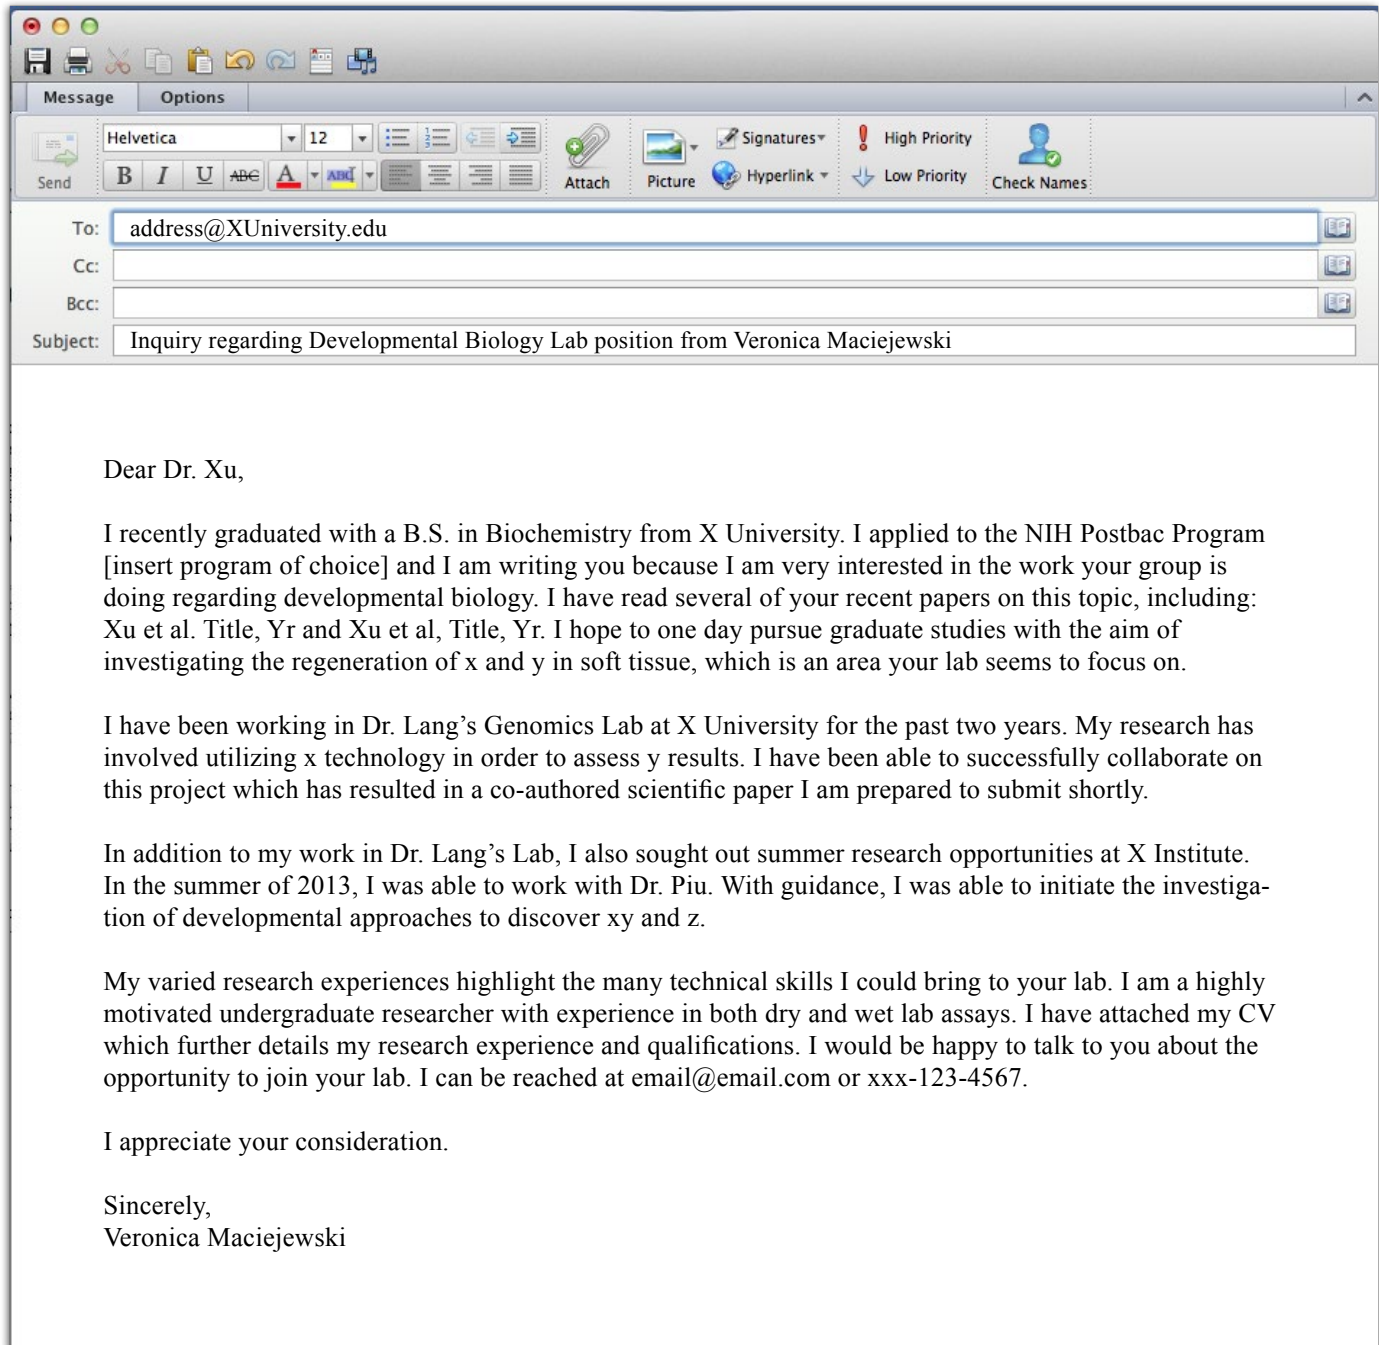 Message Options
Helvetica 12 Signatures High Priority
B I U ABC A ABC Hyperlink Low Priority
Send Attach Picture Check Names
To: address@XUniversity.edu
Cc:
Bcc:
Subject: Inquiry regarding Developmental Biology Lab position from Veronica Maciejewski
Dear Dr. Xu,
I recently graduated with a B.S. in Biochemistry from X University. I applied to the NIH Postbac Program
[insert program of choice] and I am writing you because I am very interested in the work your group is
doing regarding developmental biology. I have read several of your recent papers on this topic, including:
Xu et al. Title, Yr and Xu et al, Title, Yr. I hope to one day pursue graduate studies with the aim of
investigating the regeneration of x and y in soft tissue, which is an area your lab seems to focus on.
I have been working in Dr. Lang’s Genomics Lab at X University for the past two years. My research has
involved utilizing x technology in order to assess y results. I have been able to successfully collaborate on
this project which has resulted in a co-authored scientific paper I am prepared to submit shortly.
In addition to my work in Dr. Lang’s Lab, I also sought out summer research opportunities at X Institute.
In the summer of 2013, I was able to work with Dr. Piu. With guidance, I was able to initiate the investiga-
tion of developmental approaches to discover xy and z.
My varied research experiences highlight the many technical skills I could bring to your lab. I am a highly
motivated undergraduate researcher with experience in both dry and wet lab assays. I have attached my CV
which further details my research experience and qualifications. I would be happy to talk to you about the
opportunity to join your lab. I can be reached at email@email.com or xxx-123-4567.
I appreciate your consideration.
Sincerely,
Veronica Maciejewski